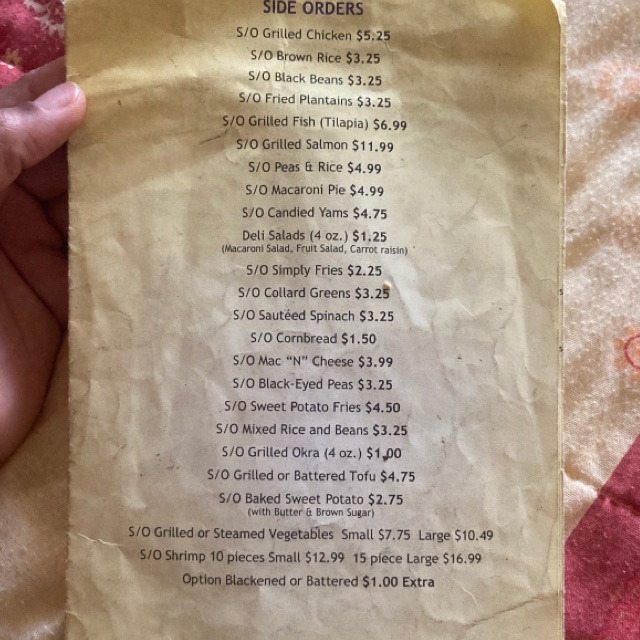 SIDE ORDERS
S/O Grilled Chicken $5.25
S/O Brown Rice $3.25
S/O Black Beans $3.25
S/O Fried Plantains $3.25
S/O Grilled Fish (Tilapia) $6.99
S/O Grilled Salmon $11.99
S/O Peas & Rice $4.99
S/O Macaroni Pie $4.99
S/O Candied Yams $4.75
Deli Salads (4 oz.) $1.25
(Macaroni Salad, Fruit Salad, Carrot raisin)
S/O Simply Fries $2.25
S/O Collard Greens $3.25
S/O Sautéed Spinach $3.25
S/O Cornbread $1.50
S/O Mac “N” Cheese $3.99
S/O Black-Eyed Peas $3.25
S/O Sweet Potato Fries $4.50
S/O Mixed Rice and Beans $3.25
S/O Grilled Okra (4 oz.) $1.00
S/O Grilled or Battered Tofu $4.75
S/O Baked Sweet Potato $2.75
(with Butter & Brown Sugar)
S/O Grilled or Steamed Vegetables Small $7.75 Large $10.49
S/O Shrimp 10 pieces Small $12.99 15 piece Large $16.99
Option Blackened or Battered $1.00 Extra